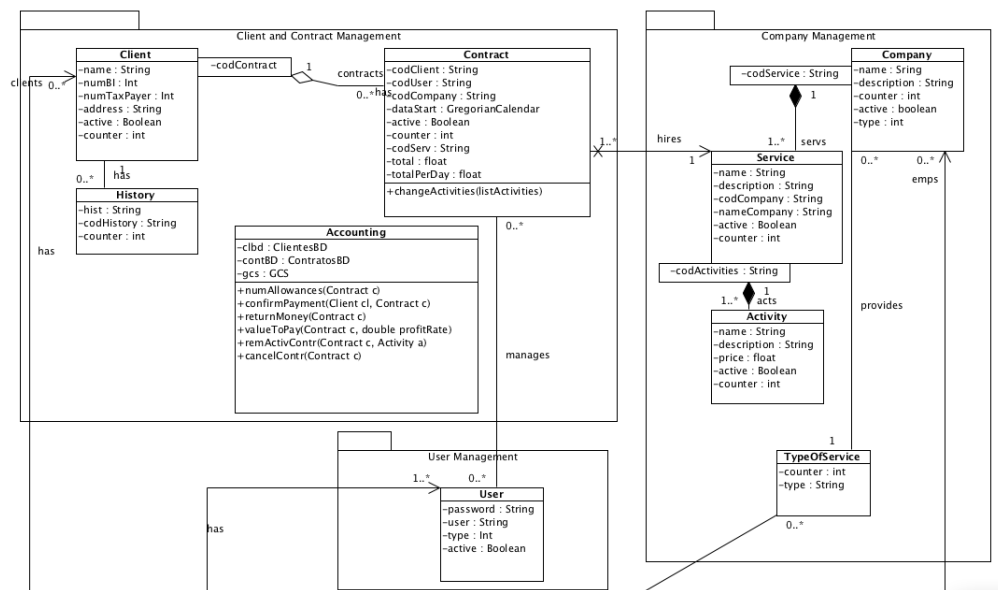 Client and Contract Management
Client
-name : String
-numBI : Int
-numTaxPayer : Int
-address : String
-active : Boolean
-counter : int
-codContract
1
contracts
0..*
has
clients
0..*
Contract
-codClient : String
-codUser : String
-codCompany : String
-dataStart : GregorianCalendar
-active : Boolean
-counter : int
-codServ : String
-total : float
-totalPerDay : float
+changeActivities(listActivities)
1
has
0..*
History
-hist : String
-codHistory : String
-counter : int
has
Accounting
-clbd : ClientesBD
-contBD : ContratosBD
-gcs : GCS
+numAllowances(Contract c)
+confirmPayment(Client cl, Contract c)
+returnMoney(Contract c)
+valueToPay(Contract c, double profitRate)
+remActivContr(Contract c, Activity a)
+cancelContr(Contract c)
0..*
manages
0..*
1..*
hires
1
Company Management
Company
-name : Srting
-description : String
-counter : int
-active : boolean
-type : int
-codService : String
1
1..*
servs
0..*
0..*
emps
Service
-name : String
-description : String
-codCompany : String
-nameCompany : String
-active : Boolean
-counter : int
-codActivities : String
1
1..*
acts
Activity
-name : String
-description : String
-price : float
-active : Boolean
-counter : int
provides
1
TypeOfService
-counter : int
-type : String
0..*
User Management
1..*
has
User
-password : String
-user : String
-type : Int
-active : Boolean